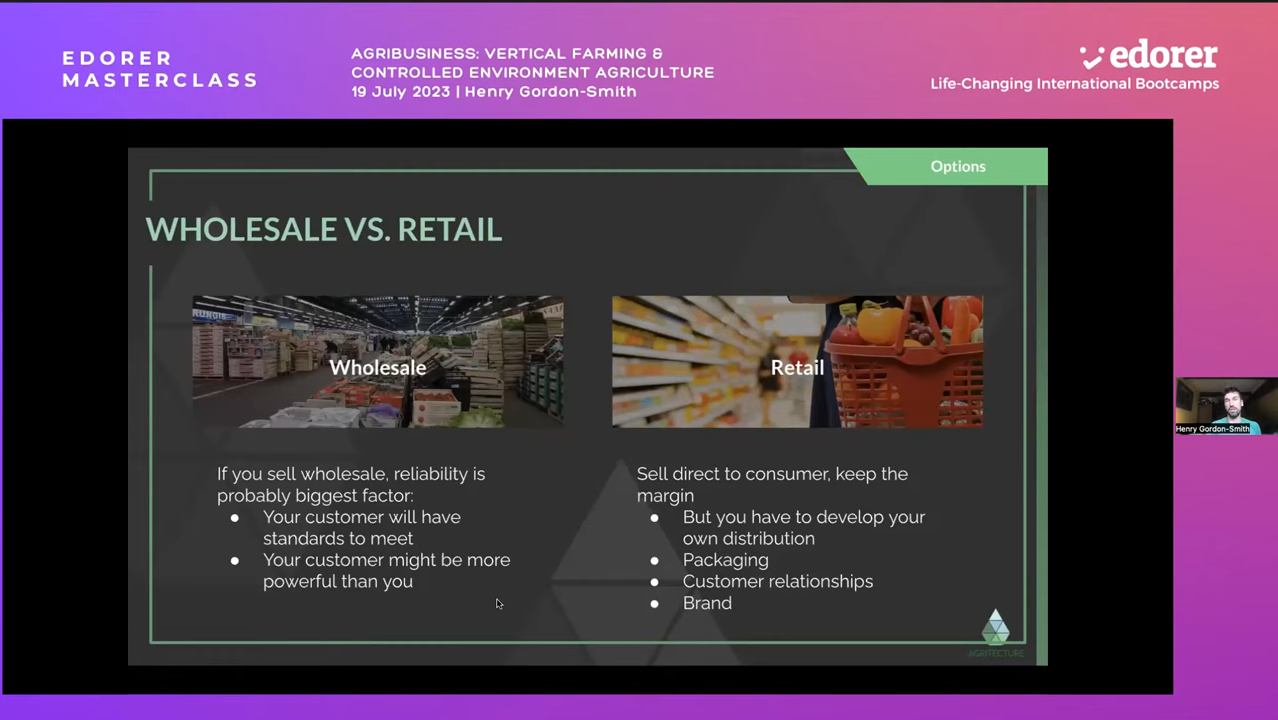 EDORER
MASTERCLASS
AGRIBUSINESS: VERTICAL FARMING &
CONTROLLED ENVIRONMENT AGRICULTURE
19 July 2023 | Henry Gordon-Smith
edorer
Life-Changing International Bootcamps
Options
WHOLESALE VS. RETAIL
RUNGIS
Wholesale
Retail
If you sell wholesale, reliability is
probably biggest factor:
● Your customer will have
standards to meet
● Your customer might be more
powerful than you
Sell direct to consumer, keep the
margin
● But you have to develop your
own distribution
● Packaging
● Customer relationships
● Brand
AGRITECTURE
Henry Gordon-Smith